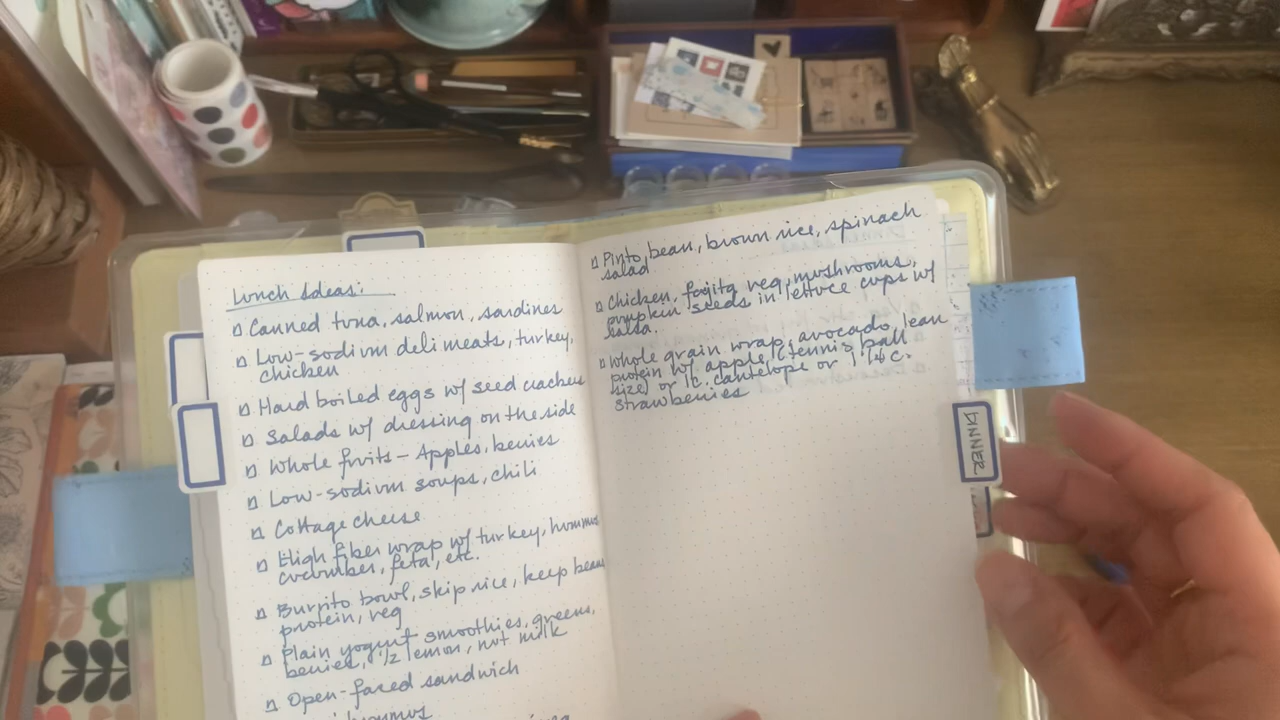 Lunch Ideas:
Canned tuna, salmon, sardines
Low-sodium deli meats, turkey,
chicken
Hard boiled eggs w/ seed crackers
Salads w/ dressing on the side
Whole fruits - Apples, berries
Low-sodium soups, chili
Cottage cheese
High fiber wrap w/ turkey, hummus
cucumber, feta, etc.
Burrito bowl, skip rice, keep beans
protein, veg
Plain yogurt smoothies, greens,
berries, 1/2 lemon, nut milk
Open-faced sandwich
hummus
Pinto bean, brown rice, spinach
salad
Chicken, fajita veg, mushrooms,
pumpkin seeds in lettuce cups w/
salsa.
Whole grain wrap, avocado, lean
protein w/ apple, (tennis ball
size) or 1c. cantelope or 1 1/4 c.
strawberries
DINNER